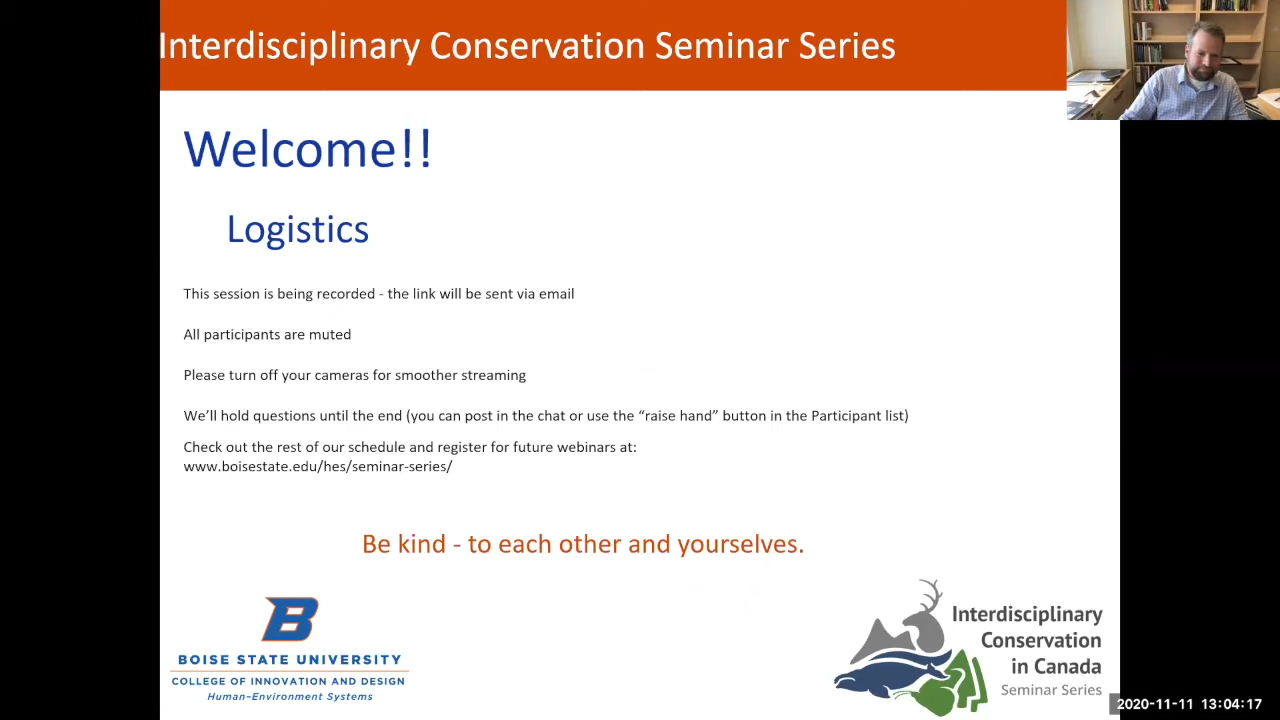 Interdisciplinary Conservation Seminar Series
Welcome!!
Logistics
This session is being recorded - the link will be sent via email
All participants are muted
Please turn off your cameras for smoother streaming
We’ll hold questions until the end (you can post in the chat or use the “raise hand” button in the Participant list)
Check out the rest of our schedule and register for future webinars at:
www.boisestate.edu/hes/seminar-series/
Be kind - to each other and yourselves.
B
BOISE STATE UNIVERSITY
COLLEGE OF INNOVATION AND DESIGN
Human-Environment Systems
Interdisciplinary
Conservation
in Canada
Seminar Series
2020-11-11 13:04:17